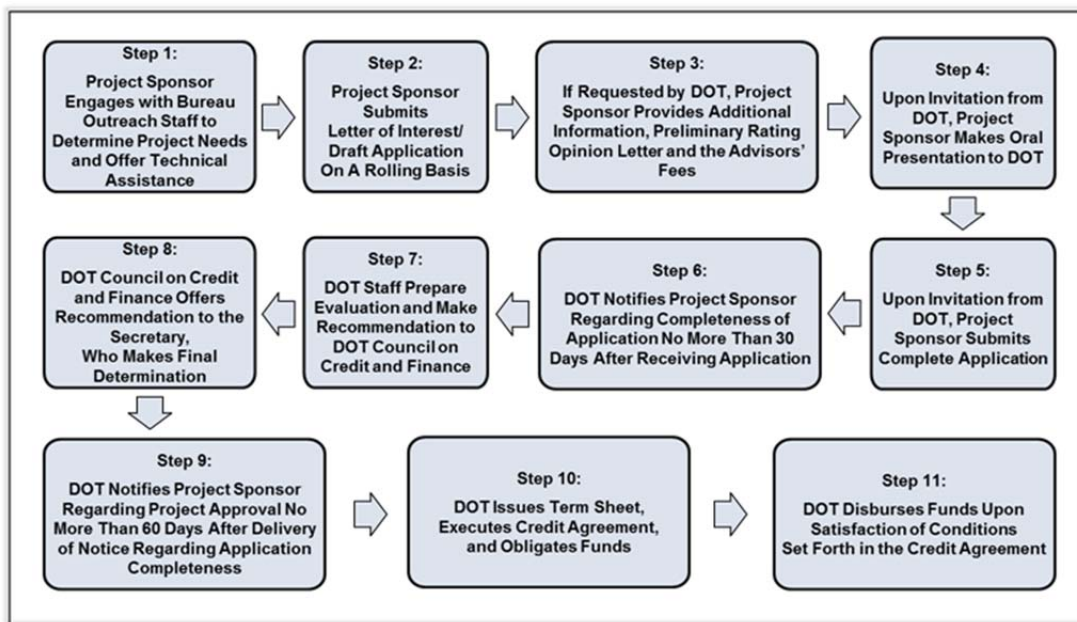 Step 1:
Project Sponsor
Engages with Bureau
Outreach Staff to
Determine Project Needs
and Offer Technical
Assistance
Step 2:
Project Sponsor
Submits
Letter of Interest/
Draft Application
On A Rolling Basis
Step 3:
If Requested by DOT, Project
Sponsor Provides Additional
Information, Preliminary Rating
Opinion Letter and the Advisors'
Fees
Step 4:
Upon Invitation from
DOT, Project
Sponsor Makes Oral
Presentation to DOT
Step 5:
Upon Invitation from
DOT, Project
Sponsor Submits
Complete Application
Step 6:
DOT Notifies Project Sponsor
Regarding Completeness of
Application No More Than 30
Days After Receiving Application
Step 7:
DOT Staff Prepare
Evaluation and Make
Recommendation to
DOT Council on
Credit and Finance
Step 8:
DOT Council on Credit
and Finance Offers
Recommendation to the
Secretary,
Who Makes Final
Determination
Step 9:
DOT Notifies Project Sponsor
Regarding Project Approval No
More Than 60 Days After Delivery
of Notice Regarding Application
Completeness
Step 10:
DOT Issues Term Sheet,
Executes Credit Agreement,
and Obligates Funds
Step 11:
DOT Disburses Funds Upon
Satisfaction of Conditions
Set Forth in the Credit Agreement